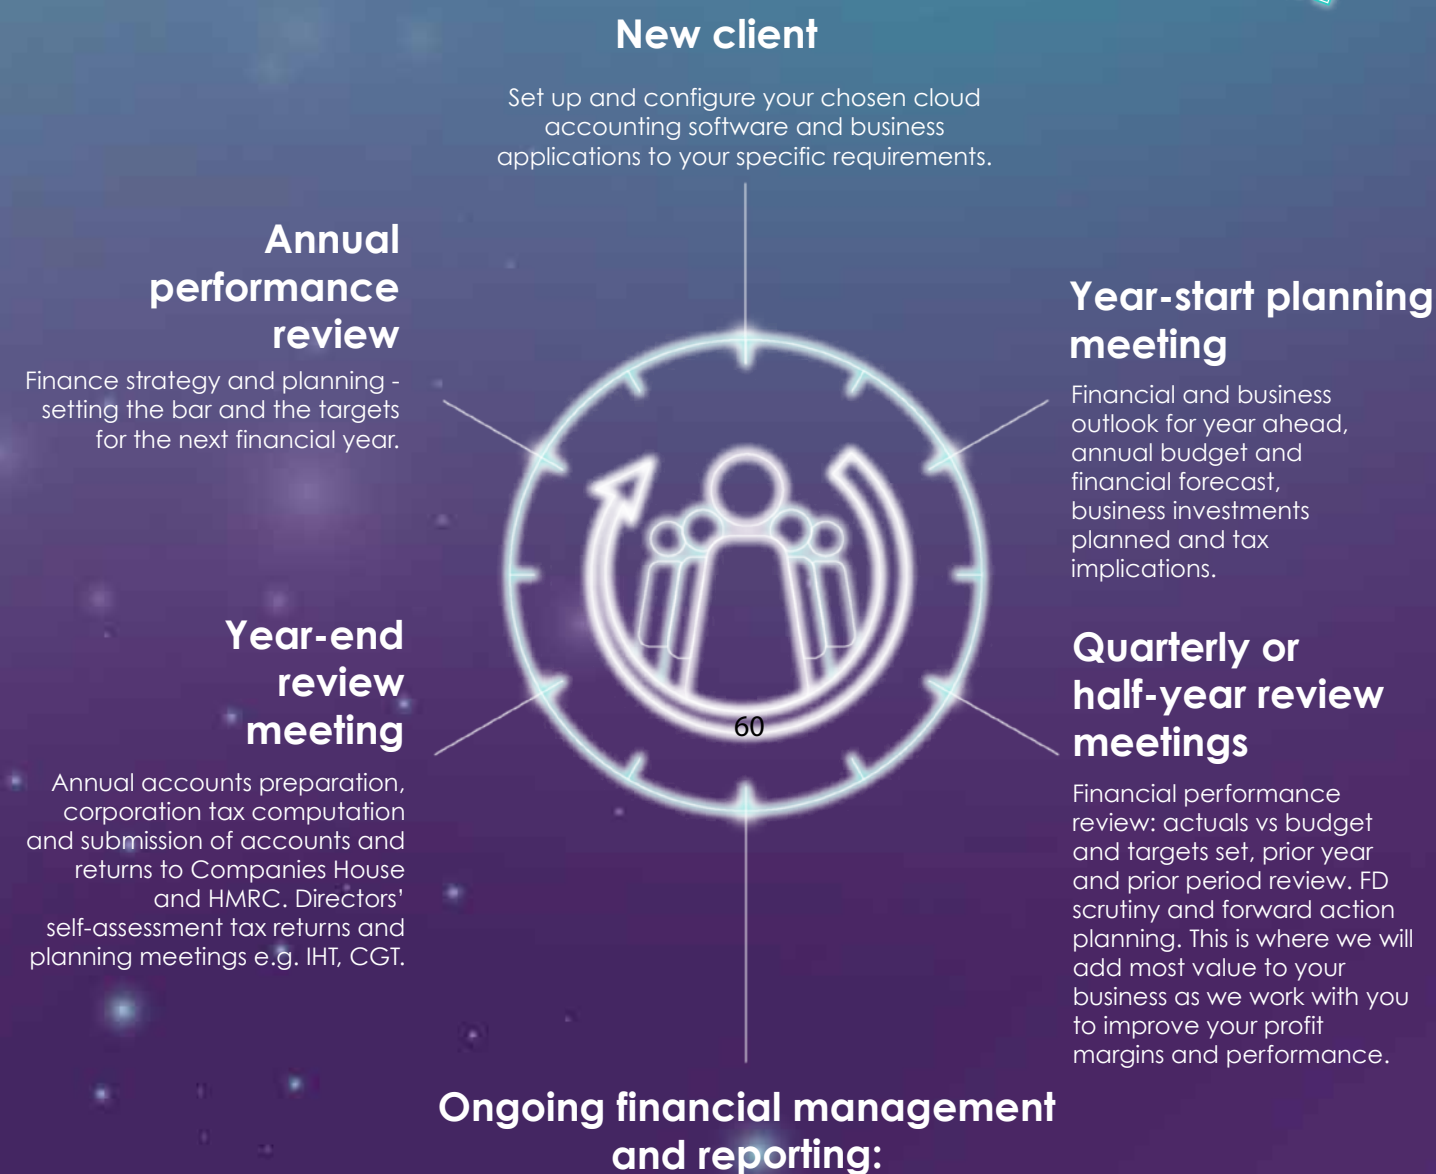 New client
Set up and configure your chosen cloud
accounting software and business
applications to your specific requirements.
Annual
performance
review
Finance strategy and planning -
setting the bar and the targets
for the next financial year.
Year-start planning
meeting
Financial and business
outlook for year ahead,
annual budget and
financial forecast,
business investments
planned and tax
implications.
Year-end
review
meeting
Annual accounts preparation,
corporation tax computation
and submission of accounts and
returns to Companies House
and HMRC. Directors’
self-assessment tax returns and
planning meetings e.g. IHT, CGT.
60
Quarterly or
half-year review
meetings
Financial performance
review: actuals vs budget
and targets set, prior year
and prior period review. FD
scrutiny and forward action
planning. This is where we will
add most value to your
business as we work with you
to improve your profit
margins and performance.
Ongoing financial management
and reporting: